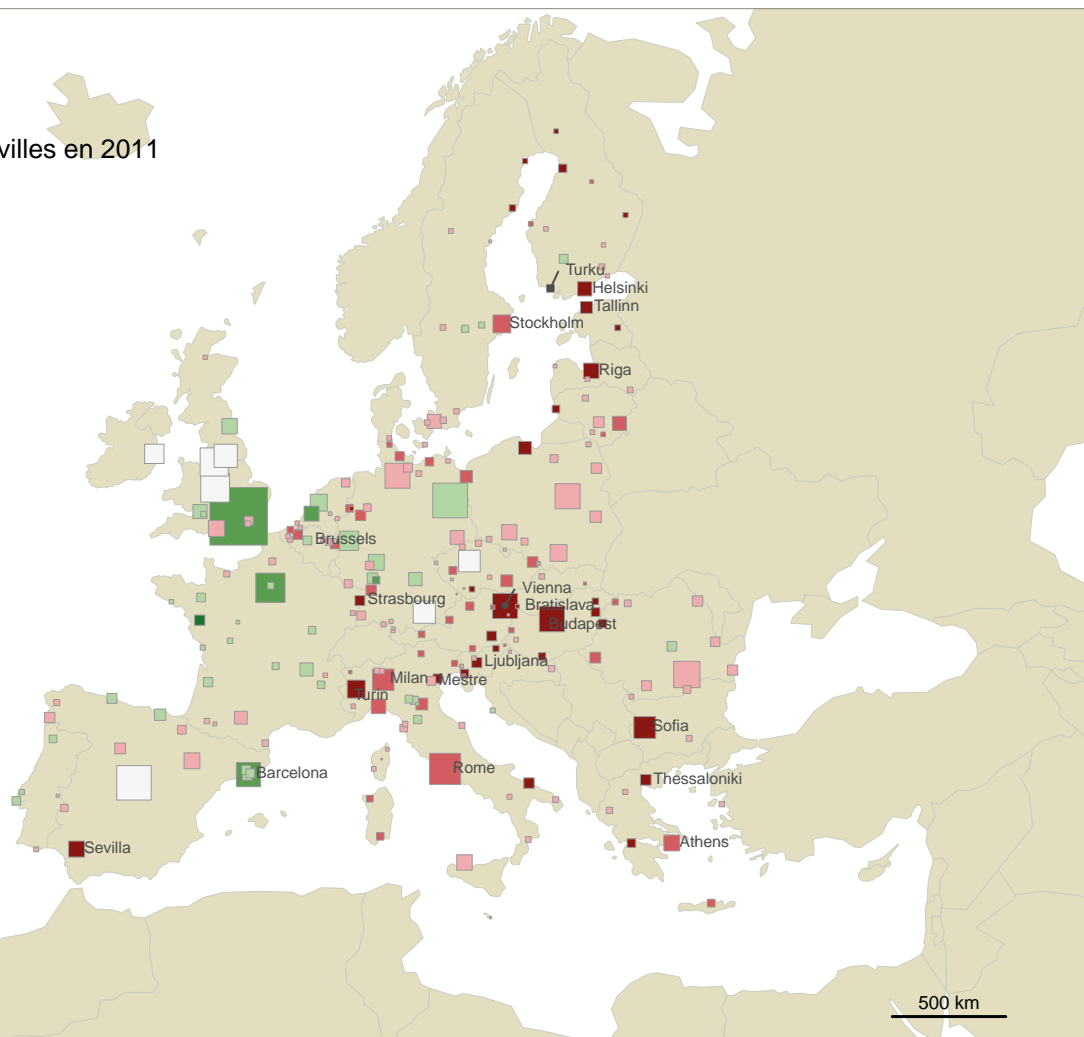 villes en 2011
Turku
Helsinki
Tallinn
Stockholm
Riga
Brussels
Strasbourg
Vienna
Bratislava
Budapest
Ljubljana
Milan
Mestre
Turin
Sofia
Rome
Barcelona
Thessaloniki
Sevilla
Athens
500 km